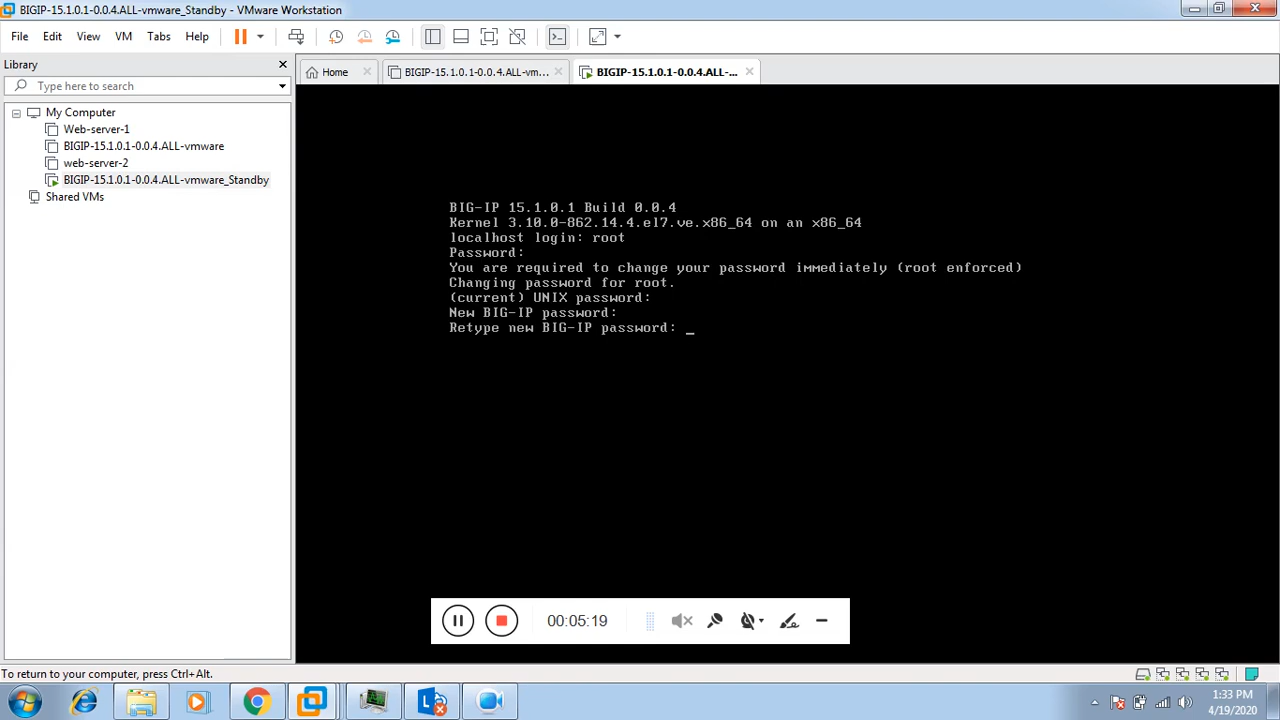 BIGIP-15.1.0.1-0.0.4.ALL-vmware_Standby - VMware Workstation
File Edit View VM Tabs Help
Library
Type here to search
My Computer
Web-server-1
BIGIP-15.1.0.1-0.0.4.ALL-vmware
web-server-2
BIGIP-15.1.0.1-0.0.4.ALL-vmware_Standby
Shared VMs
Home
BIGIP-15.1.0.1-0.0.4.ALL-vm...
BIGIP-15.1.0.1-0.0.4.ALL-...
BIG-IP 15.1.0.1 Build 0.0.4
Kernel 3.10.0-862.14.4.el7.ve.x86_64 on an x86_64
localhost login: root
Password:
You are required to change your password immediately (root enforced)
Changing password for root.
(current) UNIX password:
New BIG-IP password:
Retype new BIG-IP password: _
00:05:19
To return to your computer, press Ctrl+Alt.
1:33 PM
4/19/2020